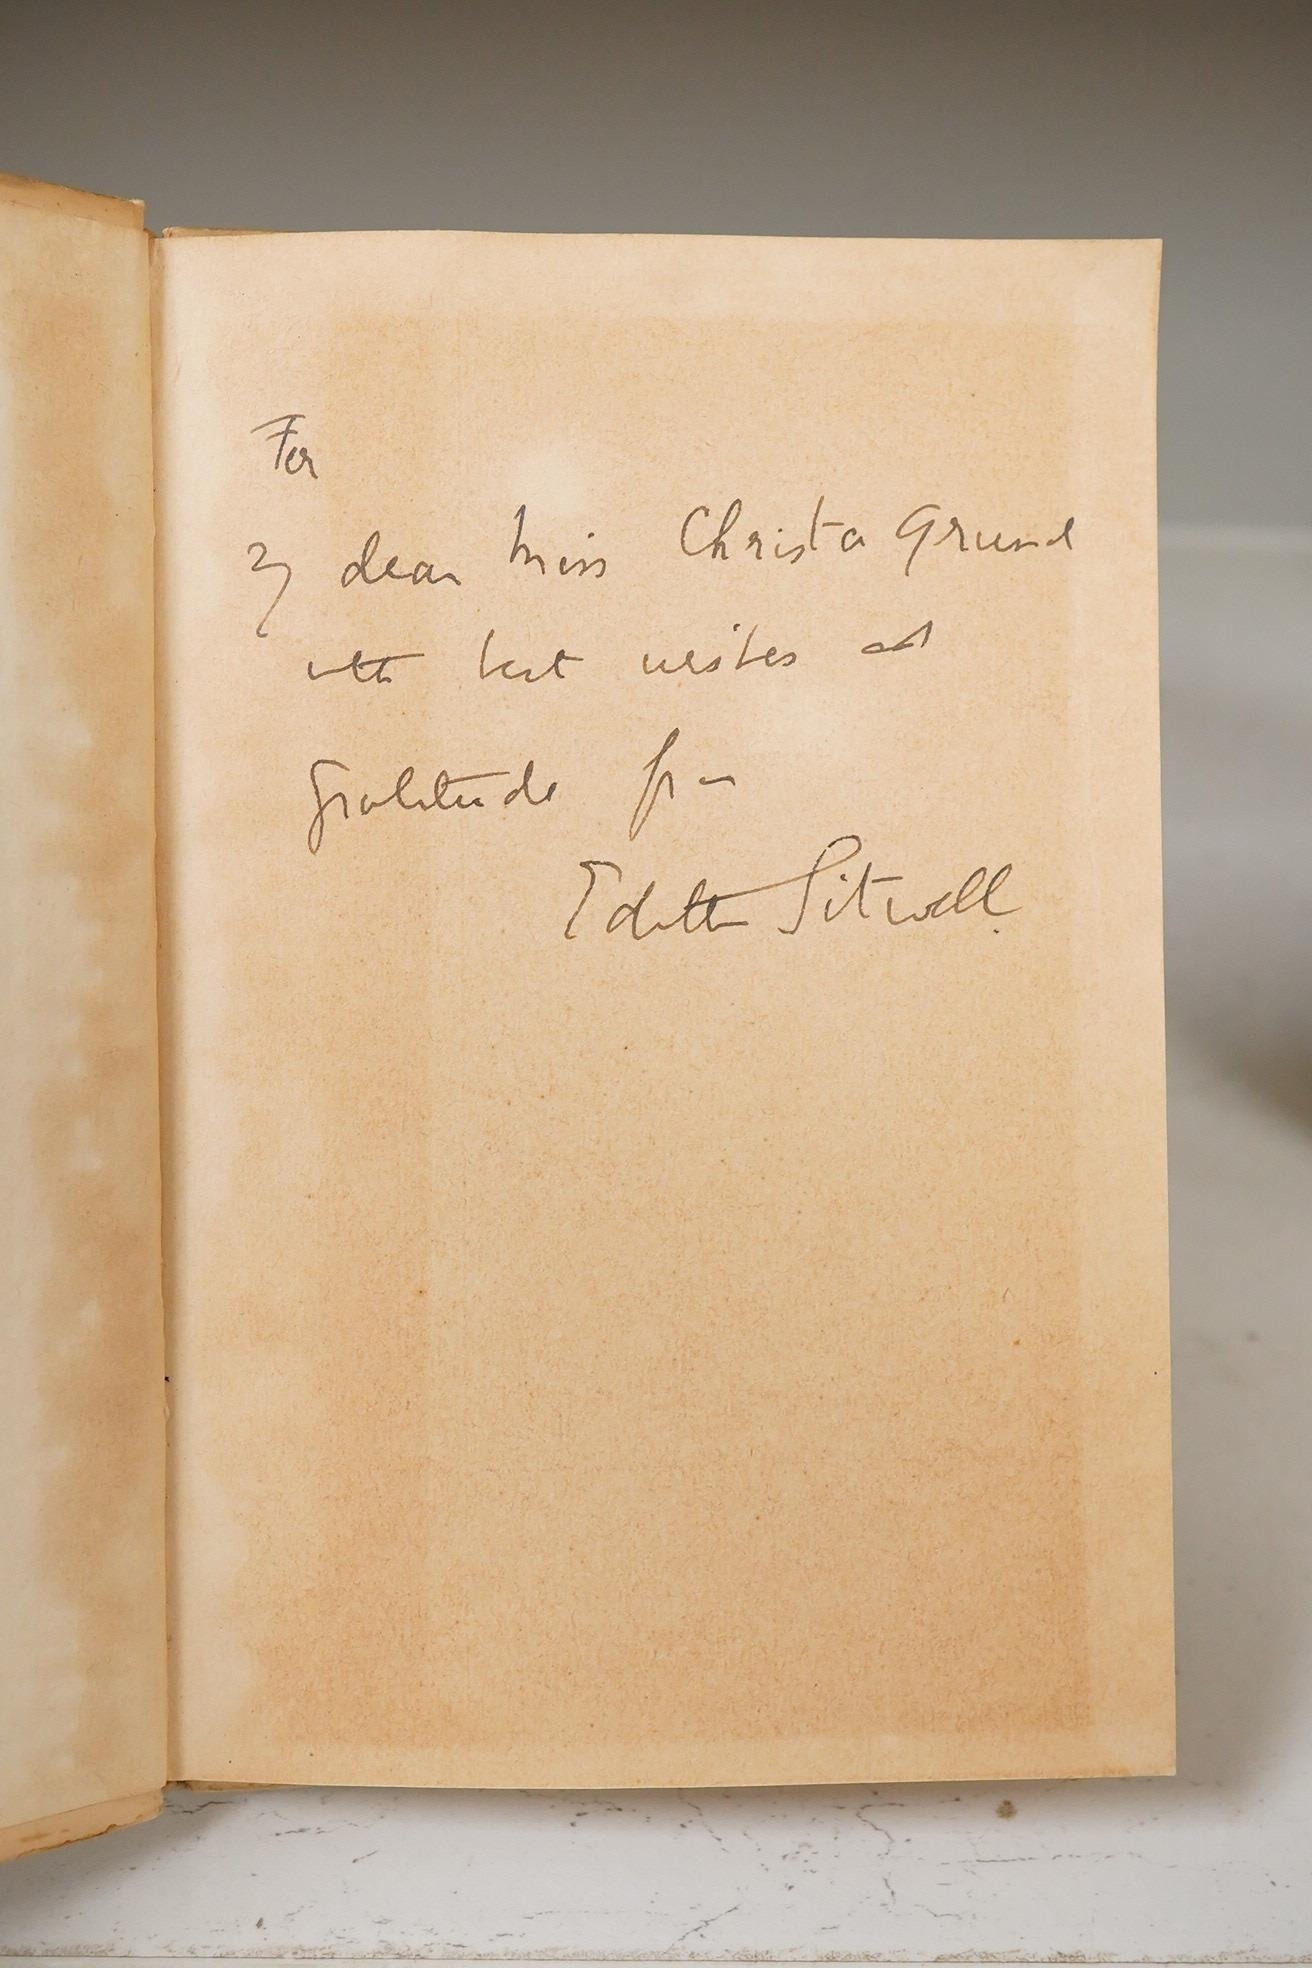 For
My dear Miss Christa Grund
with best wishes and
gratitude from
Edith Sitwell.